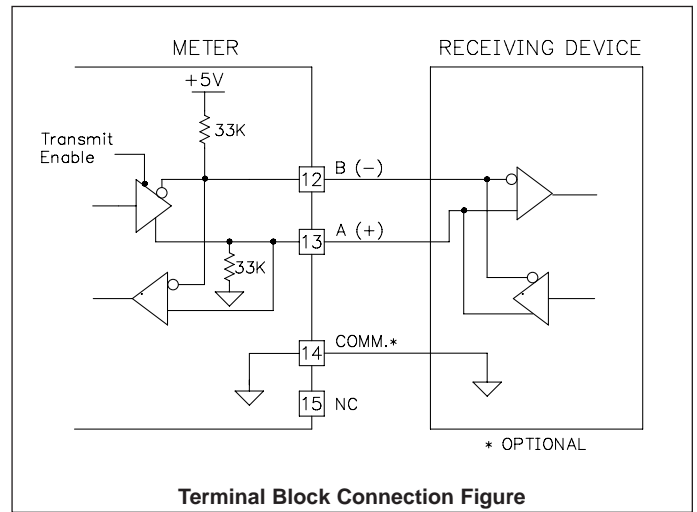 METER
RECEIVING DEVICE
+5V
33K
Transmit
Enable
12
B (-)
13
A (+)
33K
14
COMM.*
15
NC
* OPTIONAL
Terminal Block Connection Figure